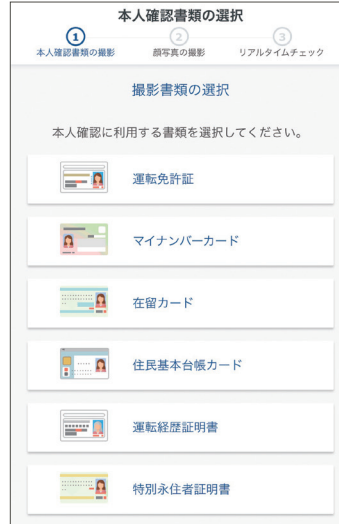 本人確認書類の選択
1 2 3
本人確認書類の撮影 顔写真の撮影 リアルタイムチェック
撮影書類の選択
本人確認に利用する書類を選択してください。
運転免許証
マイナンバーカード
在留カード
住民基本台帳カード
運転経歴証明書
特別永住者証明書